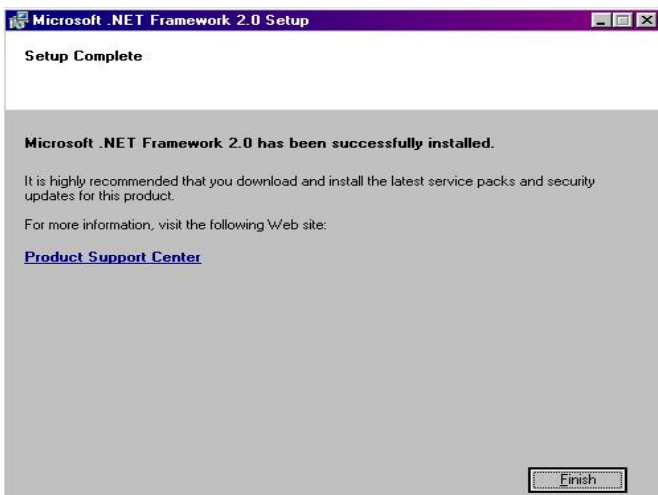 Microsoft .NET Framework 2.0 Setup
Setup Complete
Microsoft .NET Framework 2.0 has been successfully installed.
It is highly recommended that you download and install the latest service packs and security
updates for this product.
For more information, visit the following Web site:
Product Support Center
Finish